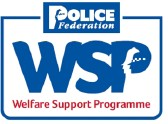 POLICE
Federation
WSP
Welfare Support Programme